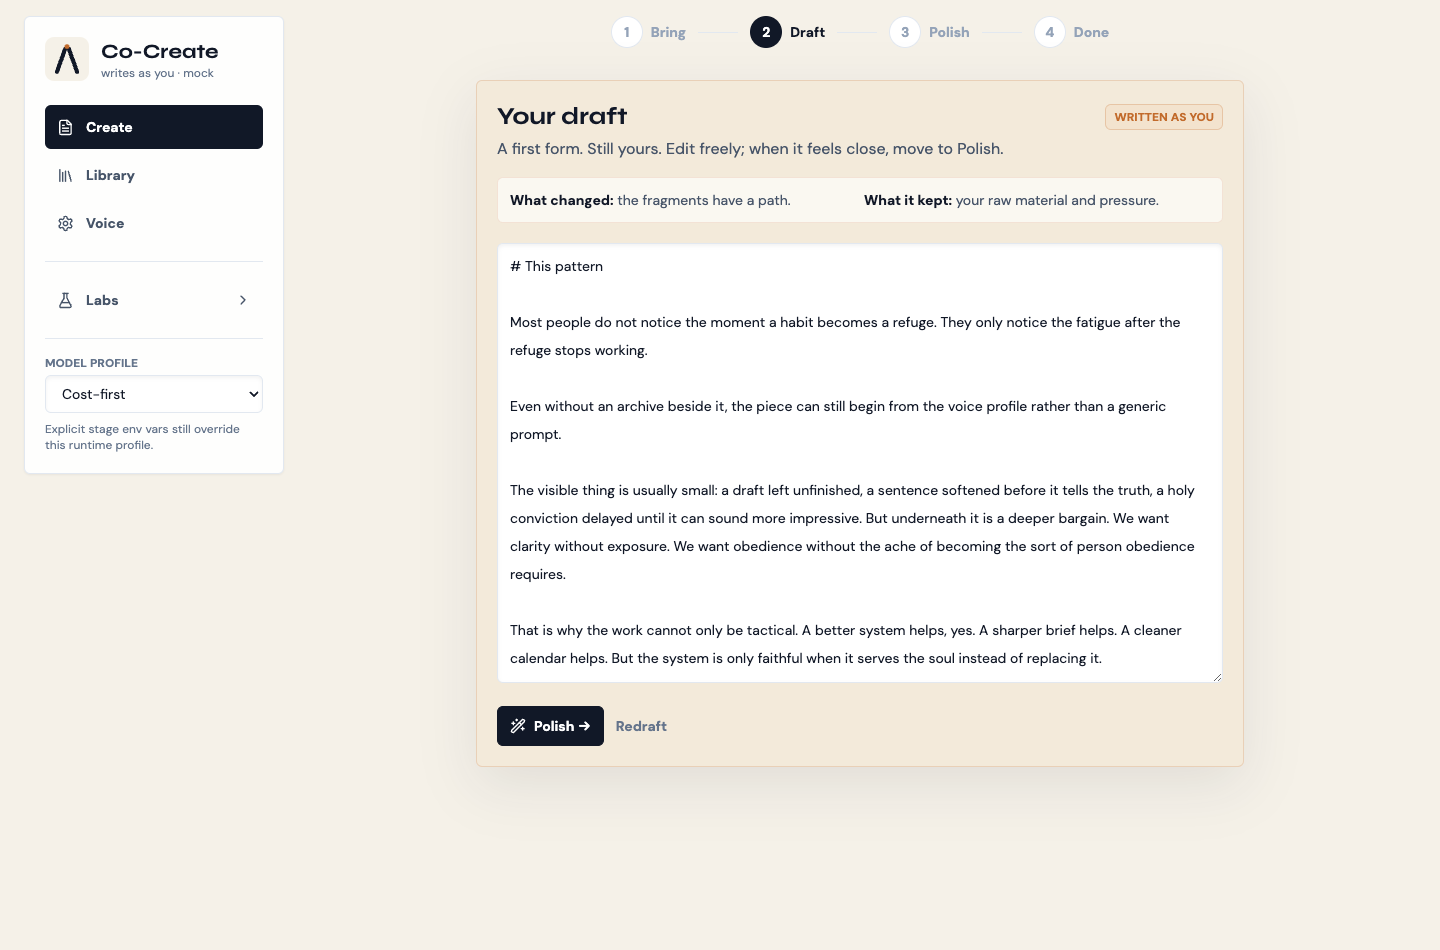 Co-Create
writes as you · mock
Create
Library
Voice
Labs
MODEL PROFILE
Cost-first
Explicit stage env vars still override
this runtime profile.
1 Bring 2 Draft 3 Polish 4 Done
Your draft
WRITTEN AS YOU
A first form. Still yours. Edit freely; when it feels close, move to Polish.
What changed: the fragments have a path. What it kept: your raw material and pressure.
# This pattern
Most people do not notice the moment a habit becomes a refuge. They only notice the fatigue after the
refuge stops working.
Even without an archive beside it, the piece can still begin from the voice profile rather than a generic
prompt.
The visible thing is usually small: a draft left unfinished, a sentence softened before it tells the truth, a holy
conviction delayed until it can sound more impressive. But underneath it is a deeper bargain. We want
clarity without exposure. We want obedience without the ache of becoming the sort of person obedience
requires.
That is why the work cannot only be tactical. A better system helps, yes. A sharper brief helps. A cleaner
calendar helps. But the system is only faithful when it serves the soul instead of replacing it.
Polish → Redraft